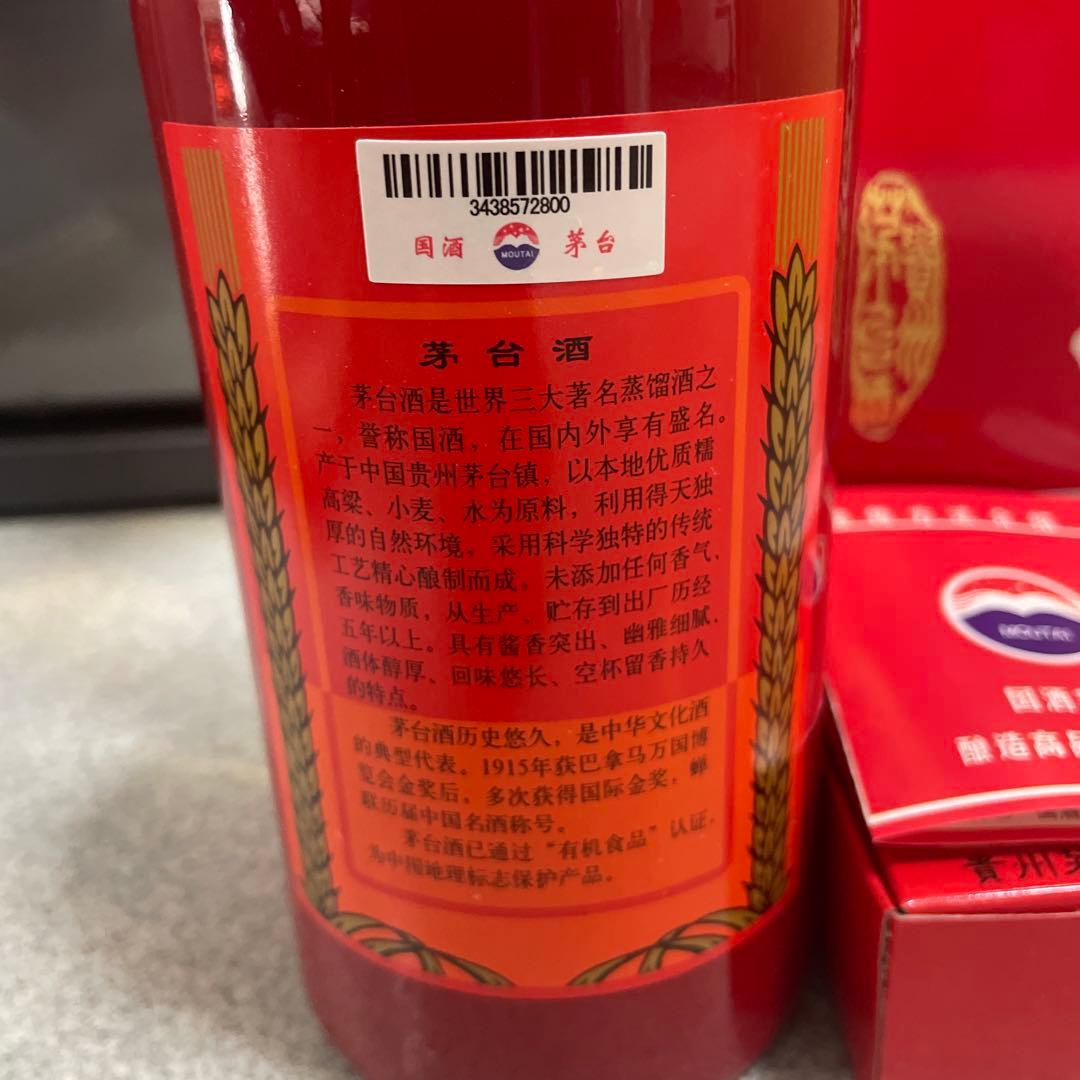 3438572800
国酒 MOUTAI 茅台
茅台酒
茅台酒是世界三大著名蒸馏酒之
一，誉称国酒，在国内外享有盛名。
产于中国贵州茅台镇，以本地优质糯
高粱、小麦、水为原料，利用得天独
厚的自然环境，采用科学独特的传统
工艺精心酿制而成，未添加任何香气、
香味物质，从生产、贮存到出厂历经
五年以上。具有酱香突出、幽雅细腻、
酒体醇厚、回味悠长、空杯留香持久
的特点。
茅台酒历史悠久，是中华文化酒
的典型代表。1915年获巴拿马万国博
览会金奖后，多次获得国际金奖，蝉
联历届中国名酒称号。
茅台酒已通过“有机食品”认证，
为中国地理标志保护产品。
MOUTAI
国酒
酿造高品
貴州茅